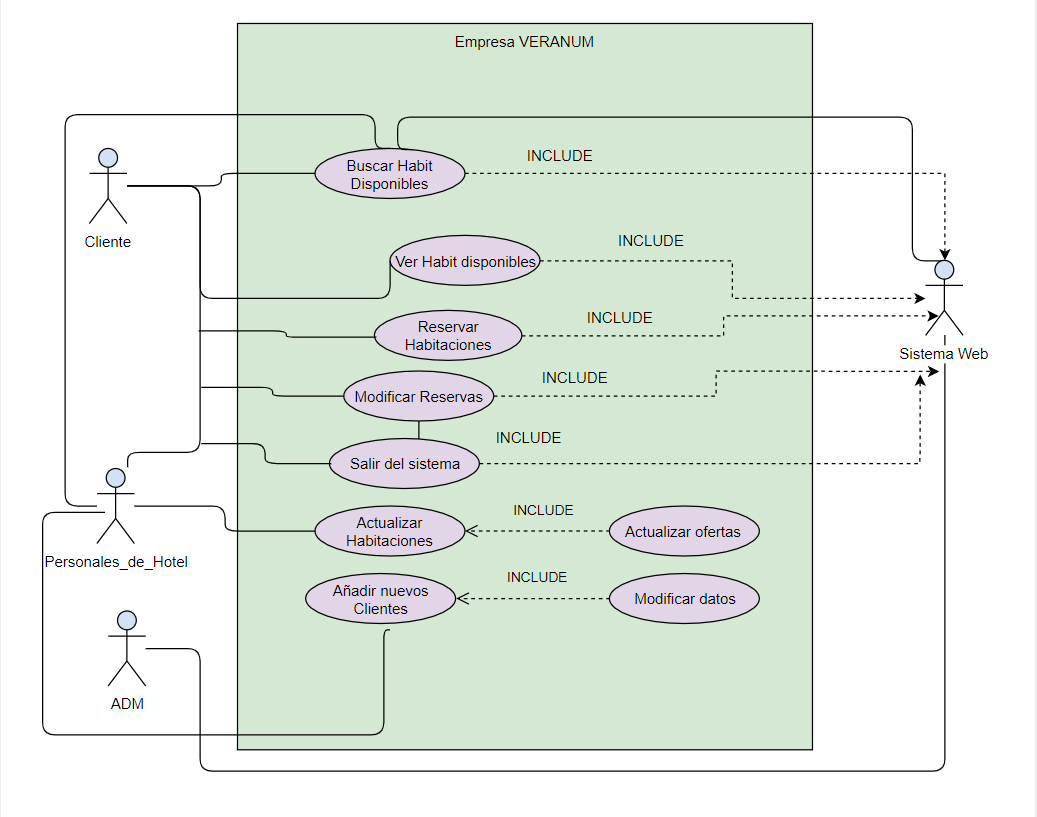 Empresa VERANUM
Buscar Habit
Disponibles
INCLUDE
Cliente
Ver Habit disponibles
INCLUDE
Reservar
Habitaciones
INCLUDE
Sistema Web
Modificar Reservas
INCLUDE
Salir del sistema
INCLUDE
Personales_de_Hotel
Actualizar
Habitaciones
INCLUDE
Actualizar ofertas
Añadir nuevos
Clientes
INCLUDE
Modificar datos
ADM